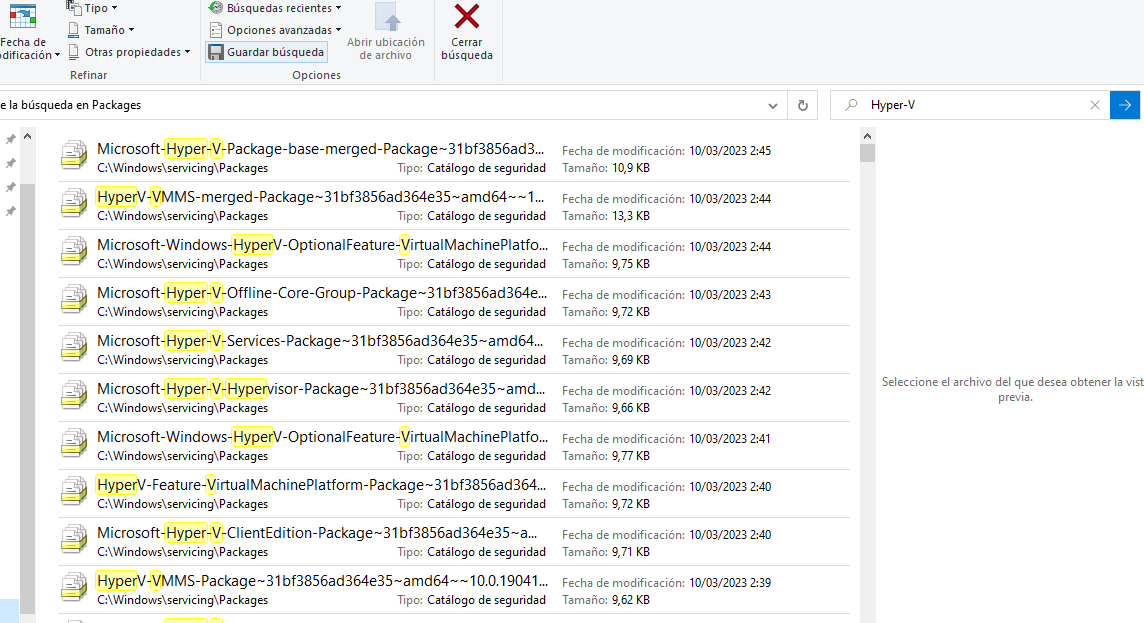 Tipo
Búsquedas recientes
Tamaño
Opciones avanzadas
Fecha de
odificación
Otras propiedades
Guardar búsqueda
Abrir ubicación
de archivo
Cerrar
búsqueda
Refinar
Opciones
e la búsqueda en Packages
Hyper-V
Microsoft-Hyper-V-Package-base-merged-Package~31bf3856ad3...
Fecha de modificación: 10/03/2023 2:45
C:\Windows\servicing\Packages
Tipo: Catálogo de seguridad
Tamaño: 10,9 KB
HyperV-VMMS-merged-Package~31bf3856ad364e35~amd64~~1...
Fecha de modificación: 10/03/2023 2:44
C:\Windows\servicing\Packages
Tipo: Catálogo de seguridad
Tamaño: 13,3 KB
Microsoft-Windows-HyperV-OptionalFeature-VirtualMachinePlatfo...
Fecha de modificación: 10/03/2023 2:44
C:\Windows\servicing\Packages
Tipo: Catálogo de seguridad
Tamaño: 9,75 KB
Microsoft-Hyper-V-Offline-Core-Group-Package~31bf3856ad364e...
Fecha de modificación: 10/03/2023 2:43
C:\Windows\servicing\Packages
Tipo: Catálogo de seguridad
Tamaño: 9,72 KB
Microsoft-Hyper-V-Services-Package~31bf3856ad364e35~amd64...
Fecha de modificación: 10/03/2023 2:42
C:\Windows\servicing\Packages
Tipo: Catálogo de seguridad
Tamaño: 9,69 KB
Microsoft-Hyper-V-Hypervisor-Package~31bf3856ad364e35~amd...
Fecha de modificación: 10/03/2023 2:42
C:\Windows\servicing\Packages
Tipo: Catálogo de seguridad
Tamaño: 9,66 KB
Microsoft-Windows-HyperV-OptionalFeature-VirtualMachinePlatfo...
Fecha de modificación: 10/03/2023 2:41
C:\Windows\servicing\Packages
Tipo: Catálogo de seguridad
Tamaño: 9,77 KB
HyperV-Feature-VirtualMachinePlatform-Package~31bf3856ad364...
Fecha de modificación: 10/03/2023 2:40
C:\Windows\servicing\Packages
Tipo: Catálogo de seguridad
Tamaño: 9,72 KB
Microsoft-Hyper-V-ClientEdition-Package~31bf3856ad364e35~a...
Fecha de modificación: 10/03/2023 2:40
C:\Windows\servicing\Packages
Tipo: Catálogo de seguridad
Tamaño: 9,71 KB
HyperV-VMMS-Package~31bf3856ad364e35~amd64~~10.0.19041...
Fecha de modificación: 10/03/2023 2:39
C:\Windows\servicing\Packages
Tipo: Catálogo de seguridad
Tamaño: 9,62 KB
Seleccione el archivo del que desea obtener la vist
previa.